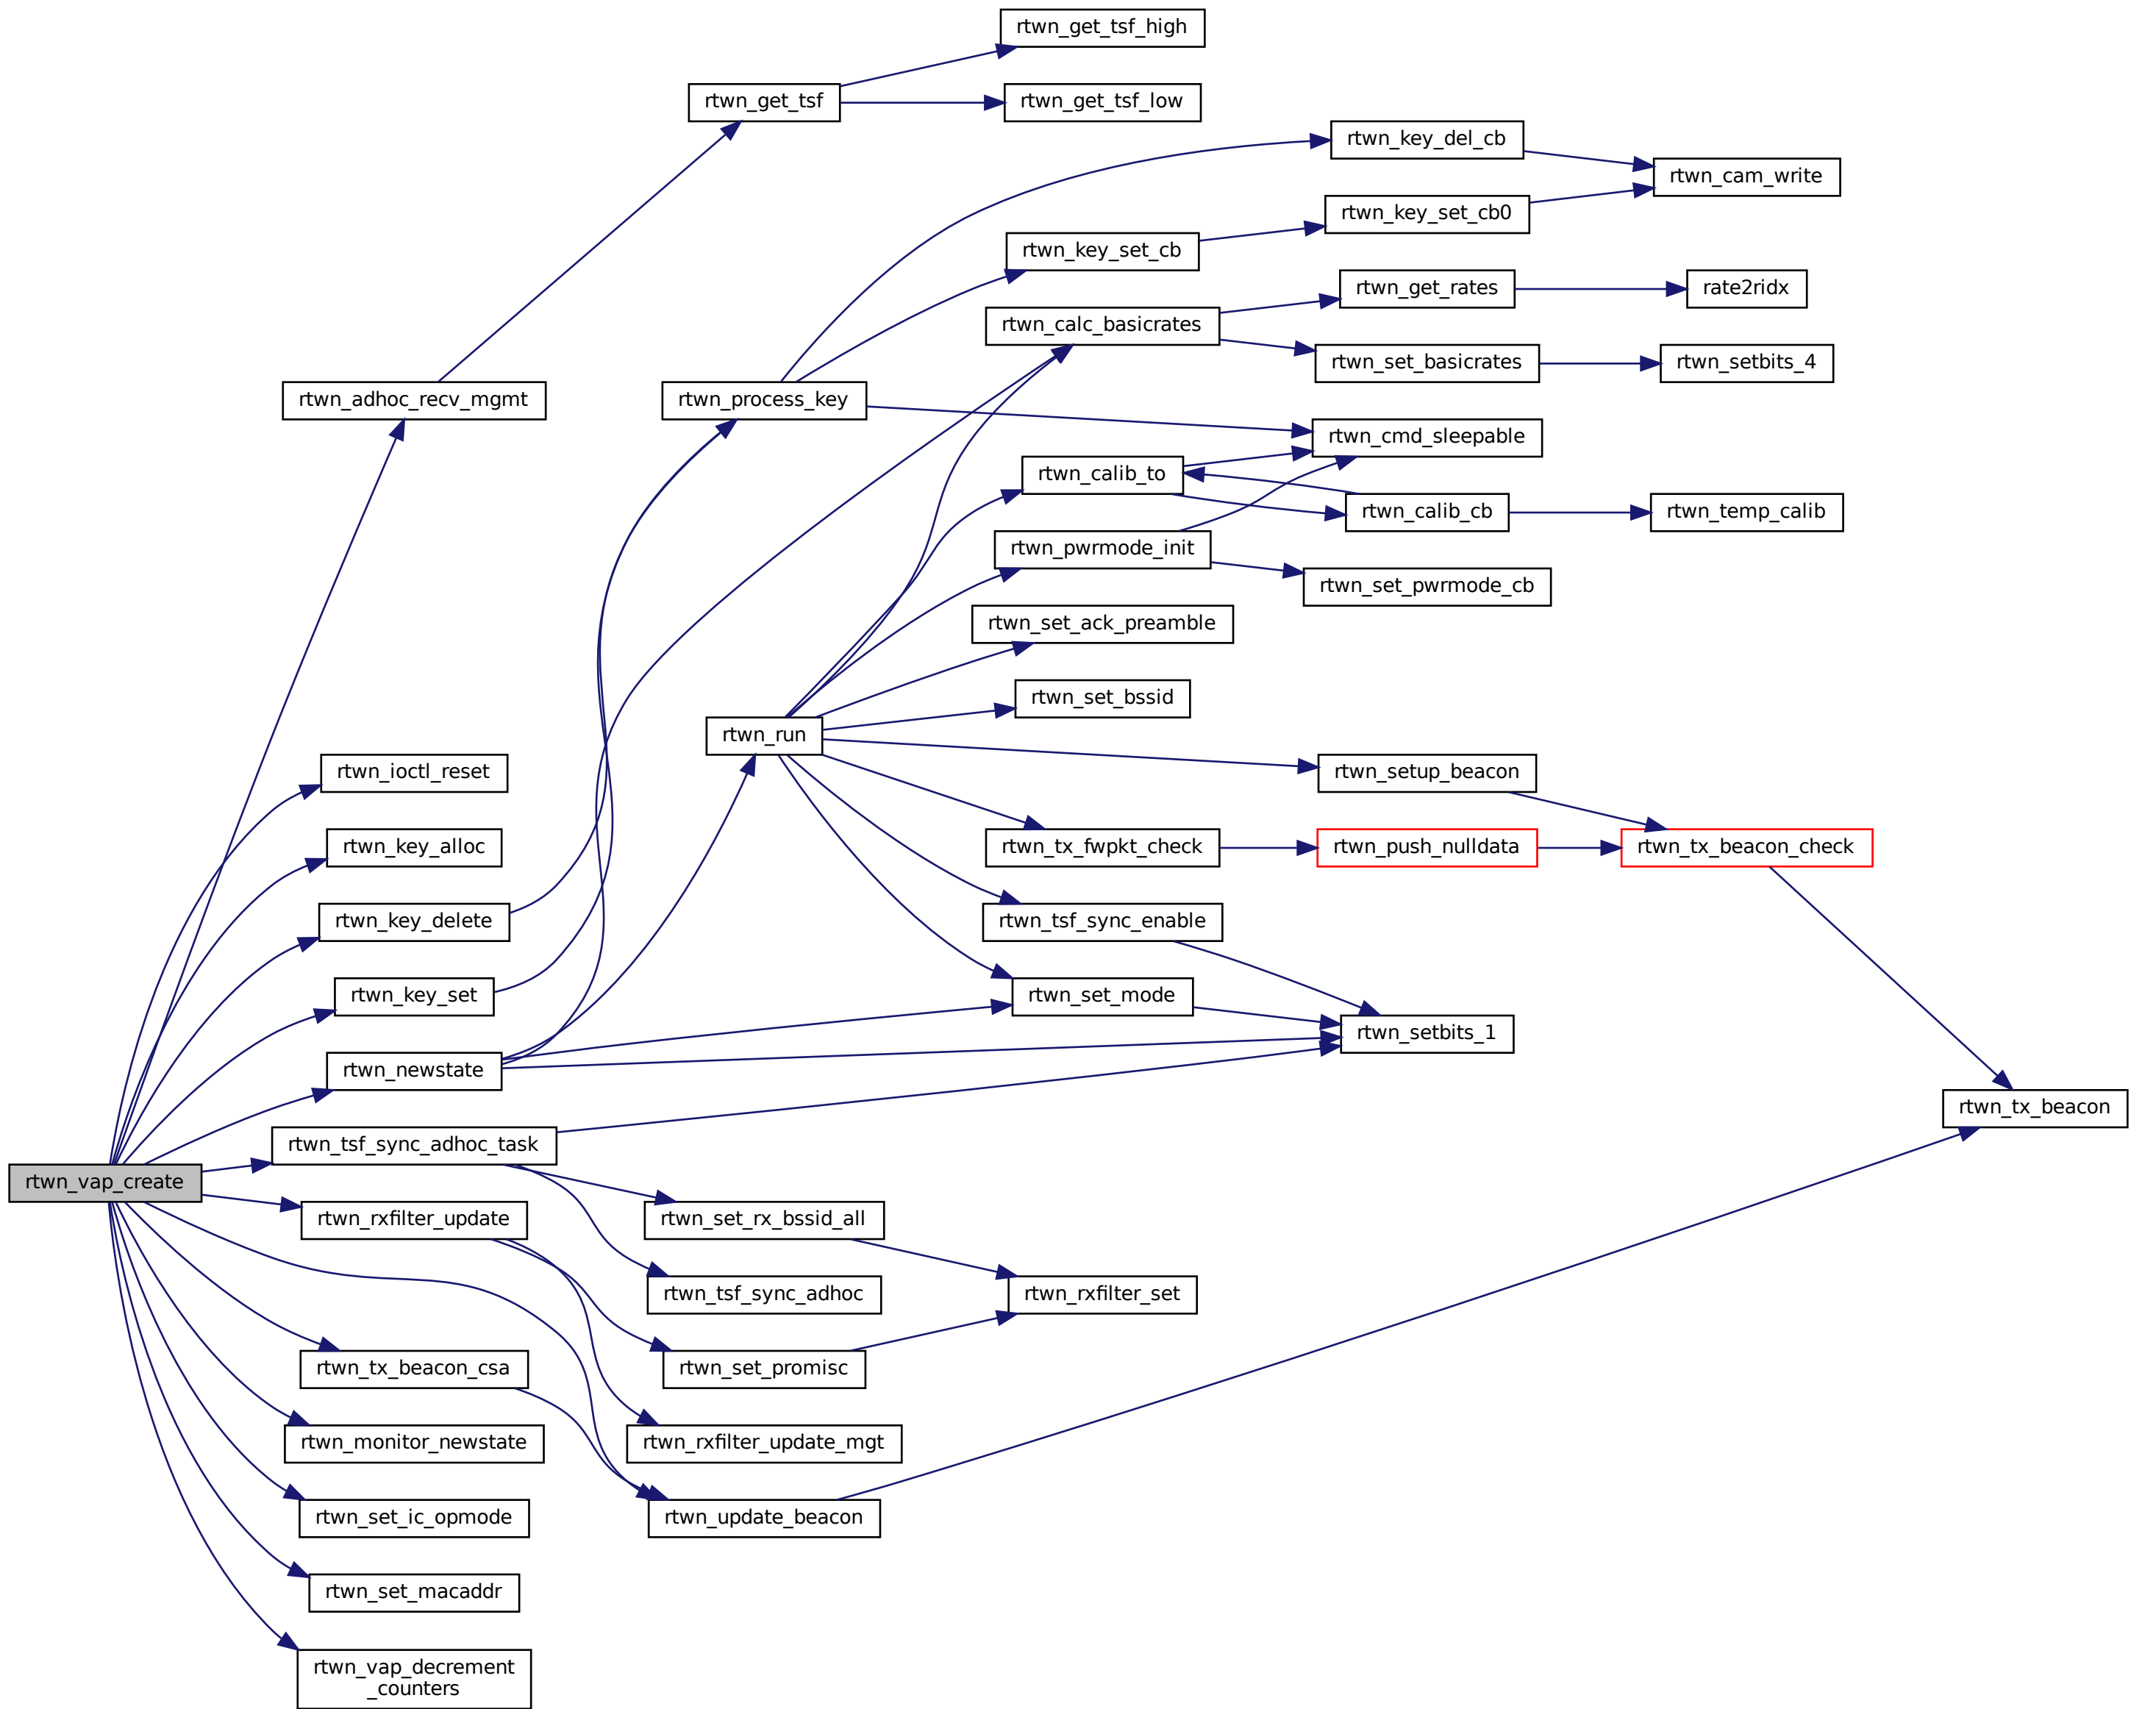 rtwn_get_tsf_high
rtwn_get_tsf
rtwn_get_tsf_low
rtwn_key_del_cb
rtwn_cam_write
rtwn_key_set_cb0
rtwn_key_set_cb
rtwn_get_rates
rate2ridx
rtwn_calc_basicrates
rtwn_set_basicrates
rtwn_setbits_4
rtwn_adhoc_recv_mgmt
rtwn_process_key
rtwn_cmd_sleepable
rtwn_calib_to
rtwn_calib_cb
rtwn_temp_calib
rtwn_pwrmode_init
rtwn_set_pwrmode_cb
rtwn_set_ack_preamble
rtwn_set_bssid
rtwn_run
rtwn_ioctl_reset
rtwn_setup_beacon
rtwn_key_alloc
rtwn_tx_fwpkt_check
rtwn_push_nulldata
rtwn_tx_beacon_check
rtwn_key_delete
rtwn_tsf_sync_enable
rtwn_key_set
rtwn_set_mode
rtwn_setbits_1
rtwn_newstate
rtwn_tx_beacon
rtwn_tsf_sync_adhoc_task
rtwn_vap_create
rtwn_rxfilter_update
rtwn_set_rx_bssid_all
rtwn_tsf_sync_adhoc
rtwn_rxfilter_set
rtwn_tx_beacon_csa
rtwn_set_promisc
rtwn_monitor_newstate
rtwn_rxfilter_update_mgt
rtwn_set_ic_opmode
rtwn_update_beacon
rtwn_set_macaddr
rtwn_vap_decrement
_counters